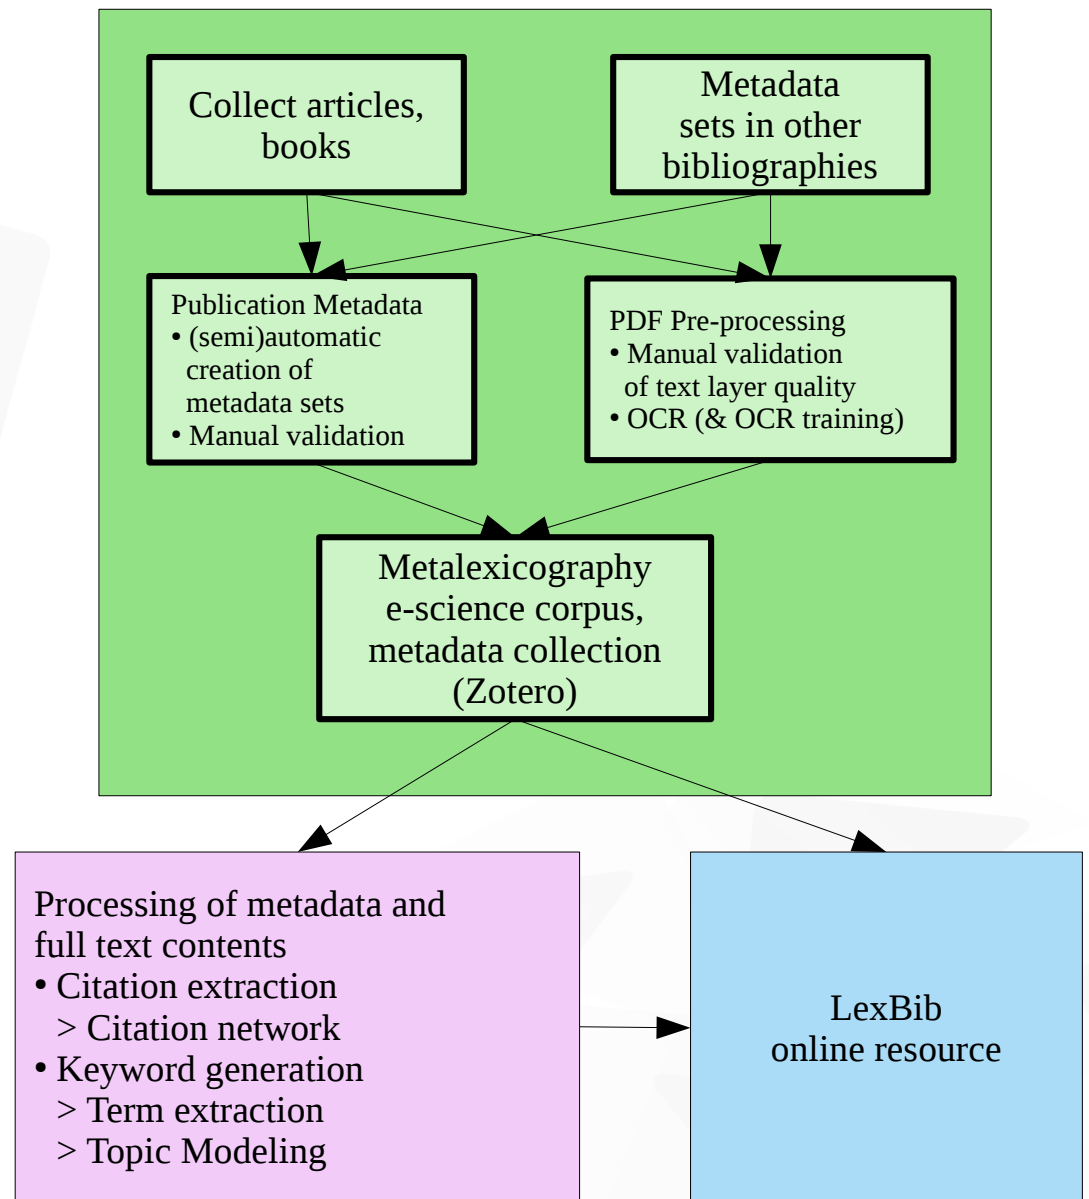 Collect articles,
books
Metadata
sets in other
bibliographies
Publication Metadata
• (semi)automatic
creation of
metadata sets
• Manual validation
PDF Pre-processing
• Manual validation
of text layer quality
• OCR (& OCR training)
Metalexicography
e-science corpus,
metadata collection
(Zotero)
Processing of metadata and
full text contents
• Citation extraction
> Citation network
• Keyword generation
> Term extraction
> Topic Modeling
LexBib
online resource